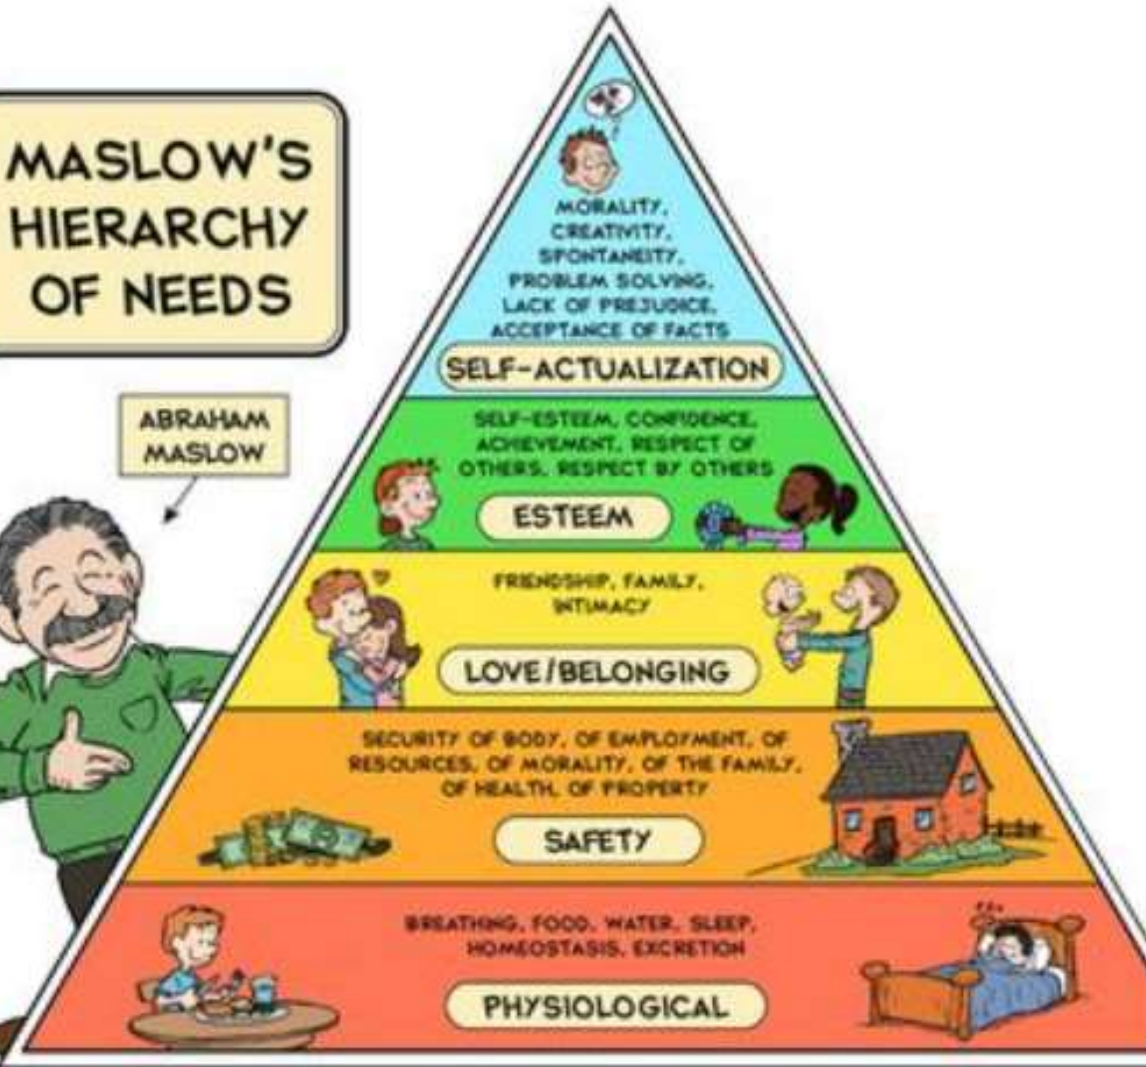 MASLOW'S
HIERARCHY
OF NEEDS
ABRAHAM
MASLOW
MORALITY,
CREATIVITY,
SPONTANEITY,
PROBLEM SOLVING,
LACK OF PREJUDICE,
ACCEPTANCE OF FACTS
SELF-ACTUALIZATION
SELF-ESTEEM, CONFIDENCE,
ACHIEVEMENT, RESPECT OF
OTHERS, RESPECT BY OTHERS
ESTEEM
FRIENDSHIP, FAMILY,
INTIMACY
LOVE/BELONGING
SECURITY OF BODY, OF EMPLOYMENT, OF
RESOURCES, OF MORALITY, OF THE FAMILY,
OF HEALTH, OF PROPERTY
SAFETY
BREATHING, FOOD, WATER, SLEEP,
HOMEOSTASIS, EXCRETION
PHYSIOLOGICAL